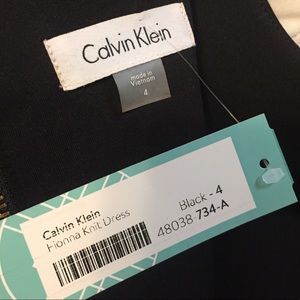 Calvin Klein
made in
Vietnam
4
Calvin Klein
Fionna Knit Dress
Black - 4
48038 734-A